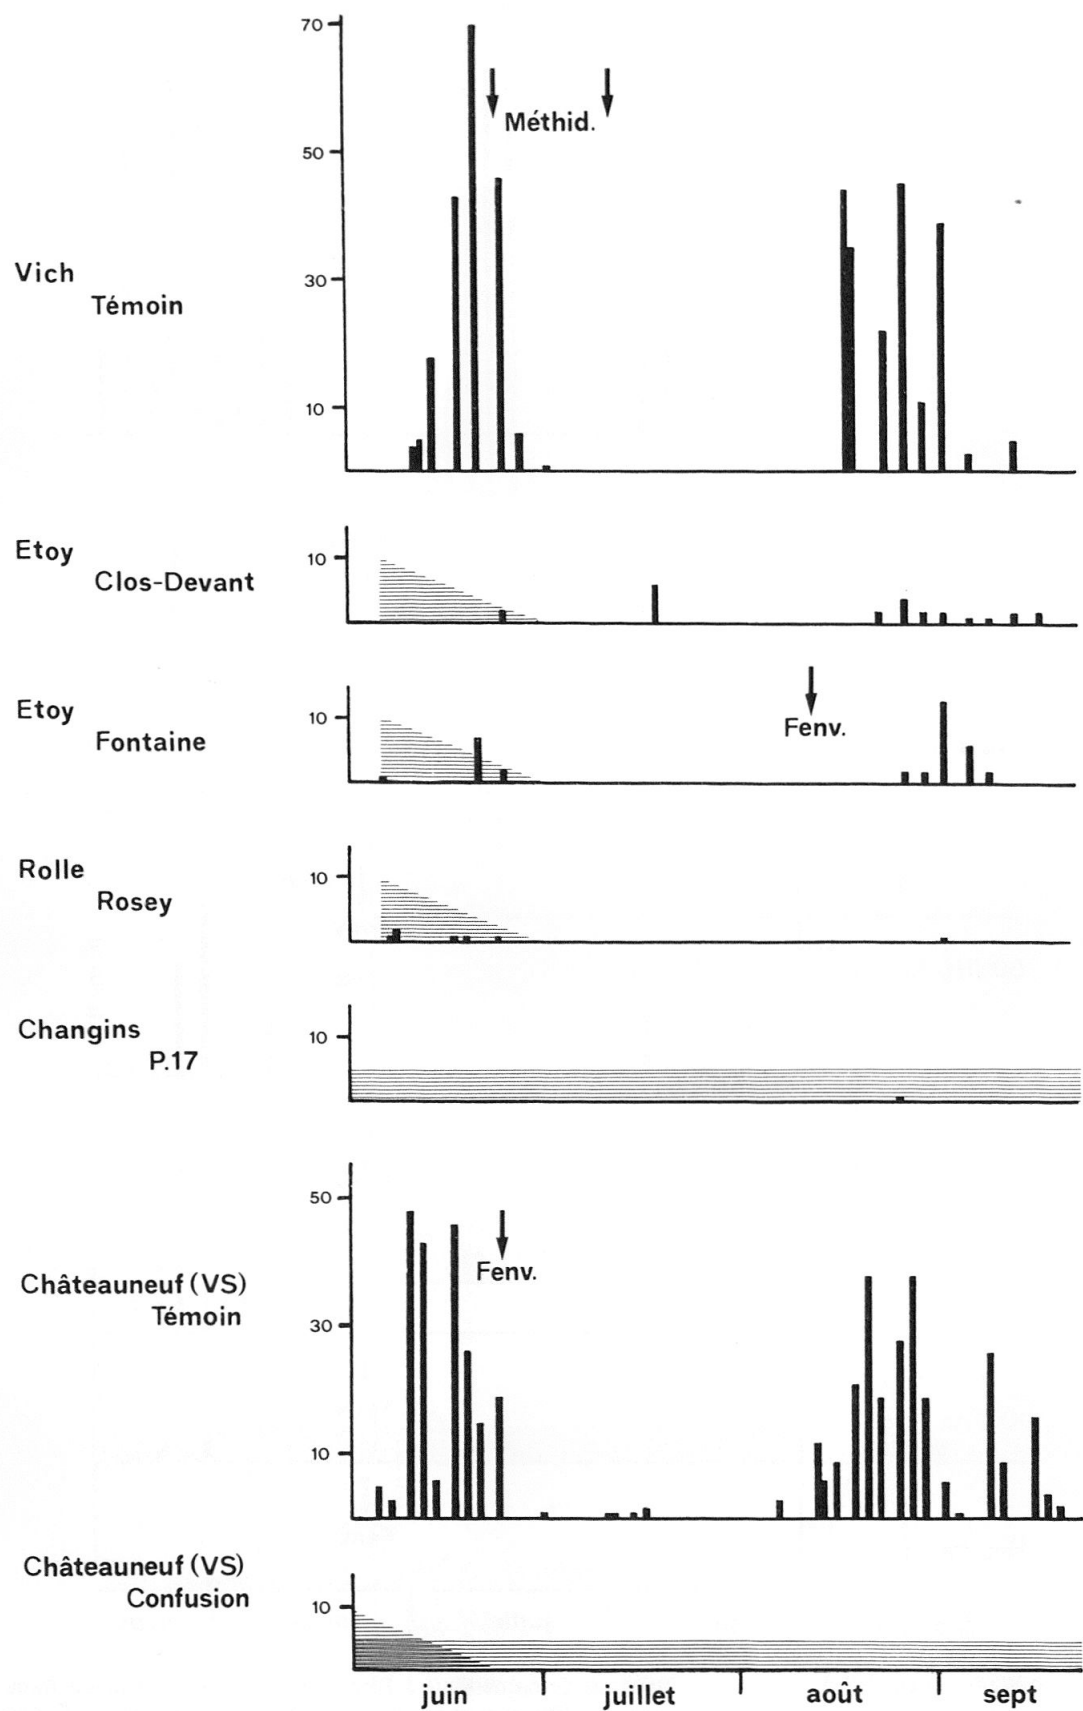 70
50
30
10
Méthid.
Vich
Témoin
10
Etoy
Clos-Devant
10
Etoy
Fontaine
Fenv.
10
Rolle
Rosey
10
Changins
P.17
50
30
10
Fenv.
Châteauneuf (VS)
Témoin
10
Châteauneuf (VS)
Confusion
juin juillet août sept